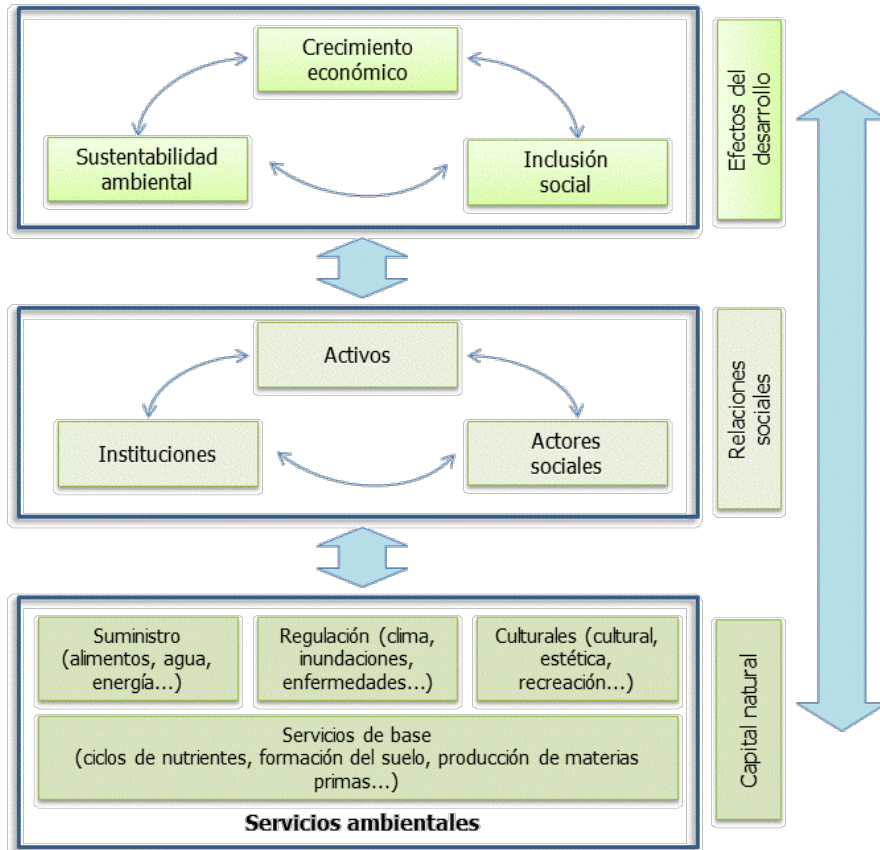 Crecimiento
económico
Sustentabilidad
ambiental
Inclusión
social
Efectos del
desarrollo
Activos
Instituciones
Actores
sociales
Relaciones
sociales
Suministro
(alimentos, agua,
energía...)
Regulación (clima,
inundaciones,
enfermedades...)
Culturales (cultural,
estética,
recreación...)
Servicios de base
(ciclos de nutrientes, formación del suelo, producción de materias
primas...)
Servicios ambientales
Capital natural